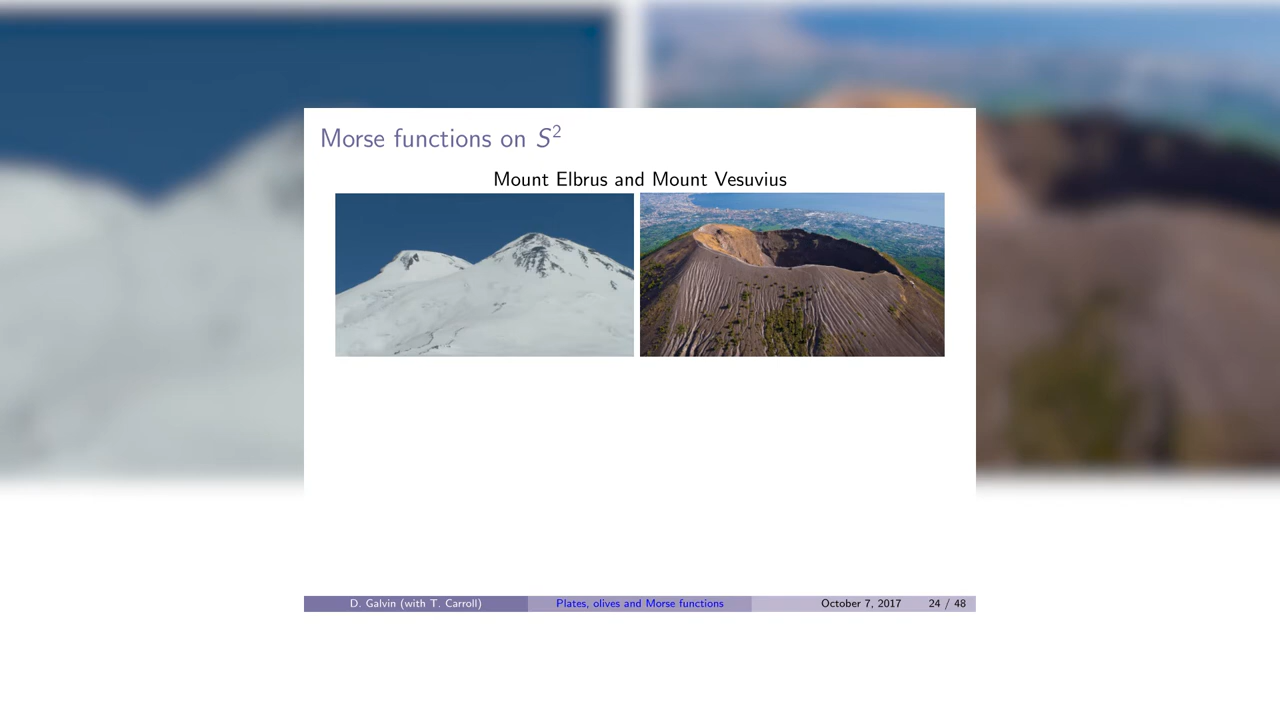 Morse functions on S²
Mount Elbrus and Mount Vesuvius
D. Galvin (with T. Carroll) Plates, olives and Morse functions October 7, 2017 24 / 48